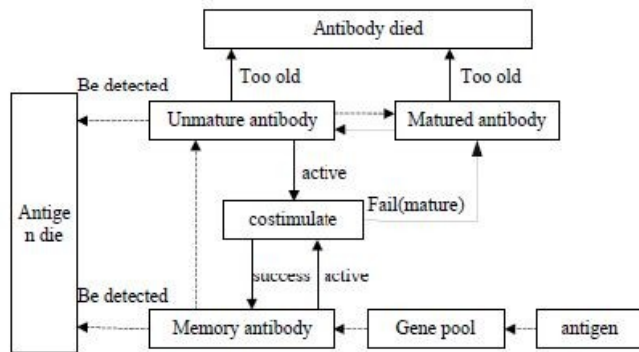 Antibody died
Too old
Too old
Be detected
Unmature antibody
Matured antibody
active
Antige
n die
costimulate
Fail(mature)
success
active
Be detected
Memory antibody
Gene pool
antigen